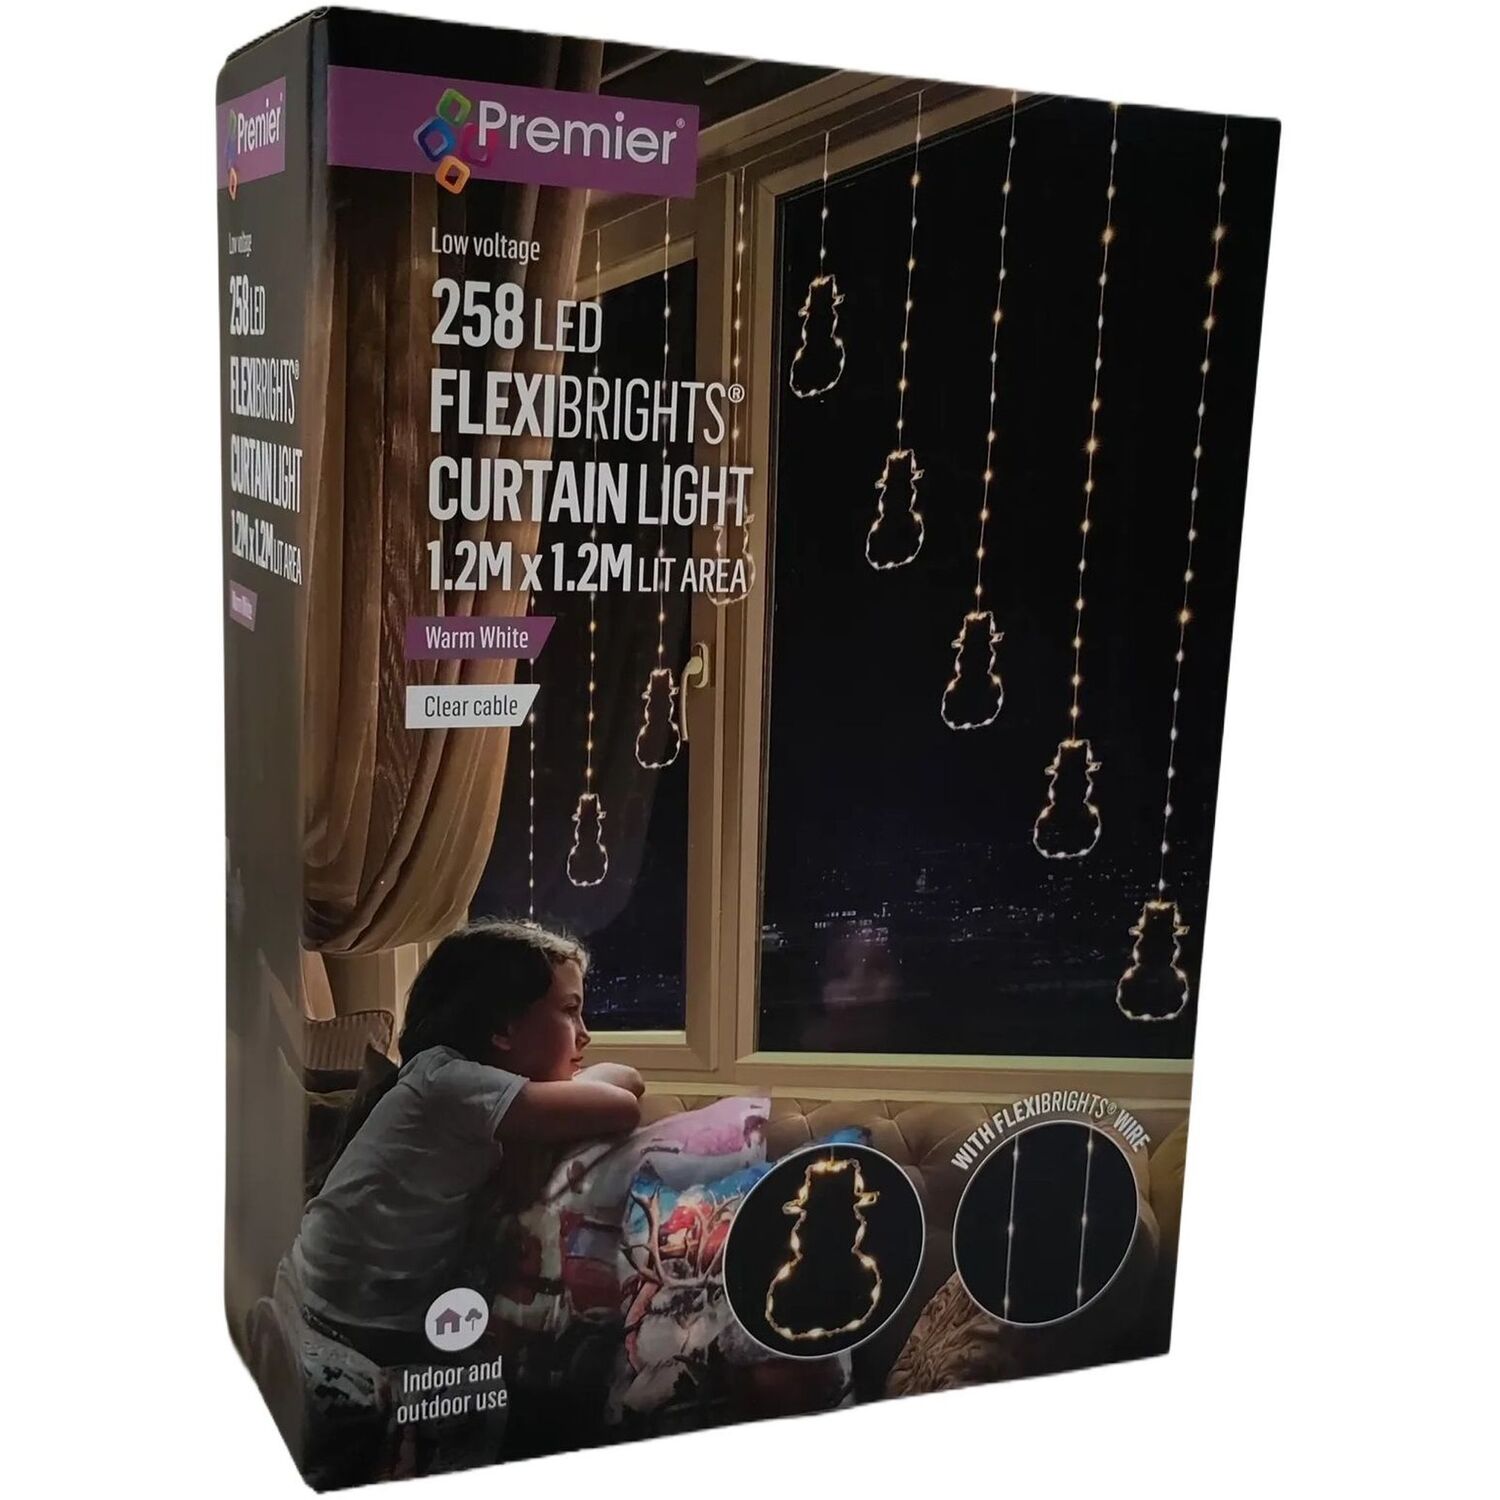 Premier®
Low voltage
258 LED
FLEXIBRIGHTS®
CURTAIN LIGHT
1.2M x 1.2M LIT AREA
Warm White
Clear cable
Premier®
Low voltage
258 LED
FLEXIBRIGHTS®
CURTAIN LIGHT
1.2M x 1.2M LIT AREA
Warm White
WITH FLEXIBRIGHTS® WIRE
Indoor and
outdoor use